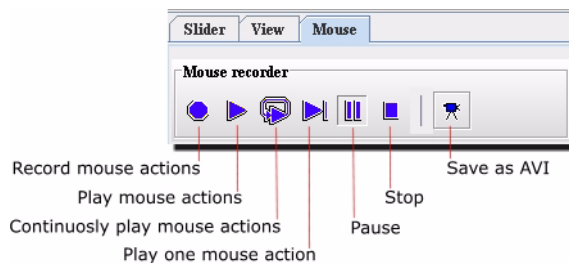 Slider View Mouse
Mouse recorder
Record mouse actions
Save as AVI
Play mouse actions
Stop
Continuosly play mouse actions
Pause
Play one mouse action